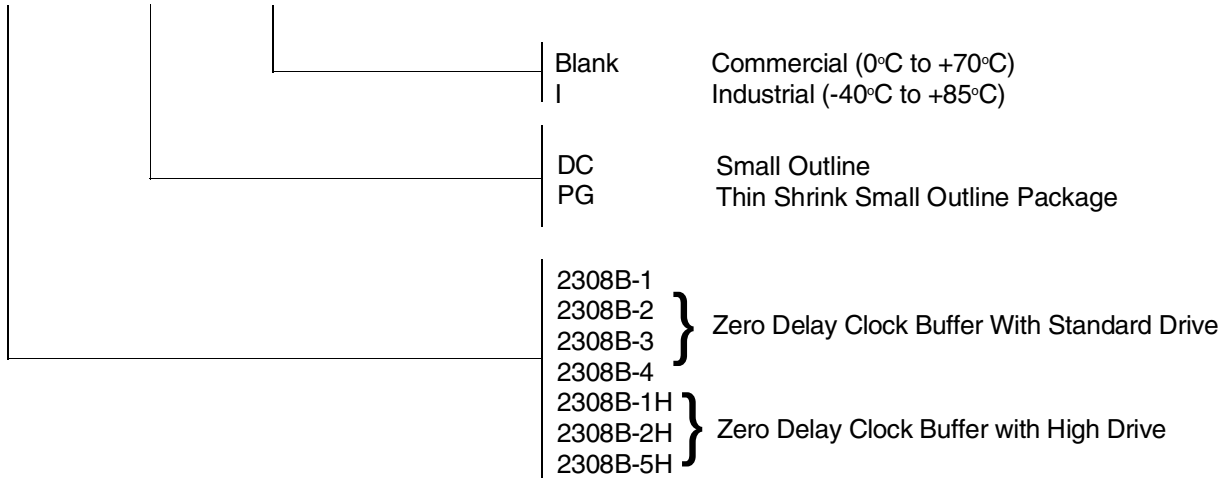 Blank Commercial (0°C to +70°C)
I Industrial (-40°C to +85°C)
DC Small Outline
PG Thin Shrink Small Outline Package
2308B-1
2308B-2
2308B-3
2308B-4
} Zero Delay Clock Buffer With Standard Drive
2308B-1H
2308B-2H
2308B-5H
} Zero Delay Clock Buffer with High Drive